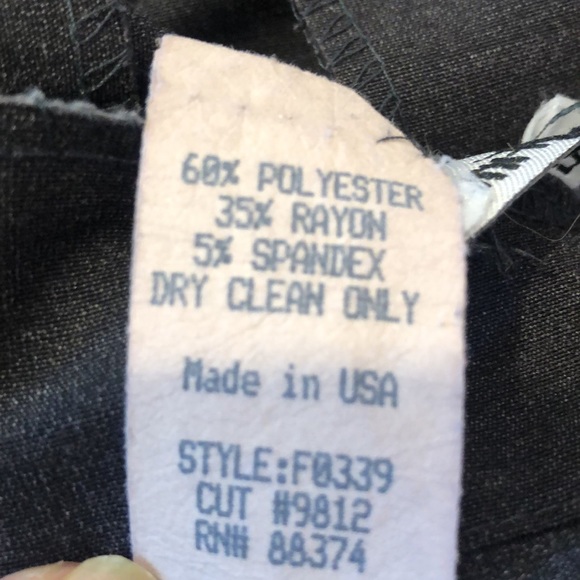 60% POLYESTER
35% RAYON
5% SPANDEX
DRY CLEAN ONLY
Made in USA
STYLE:F0339
CUT #9812
RN# 88374